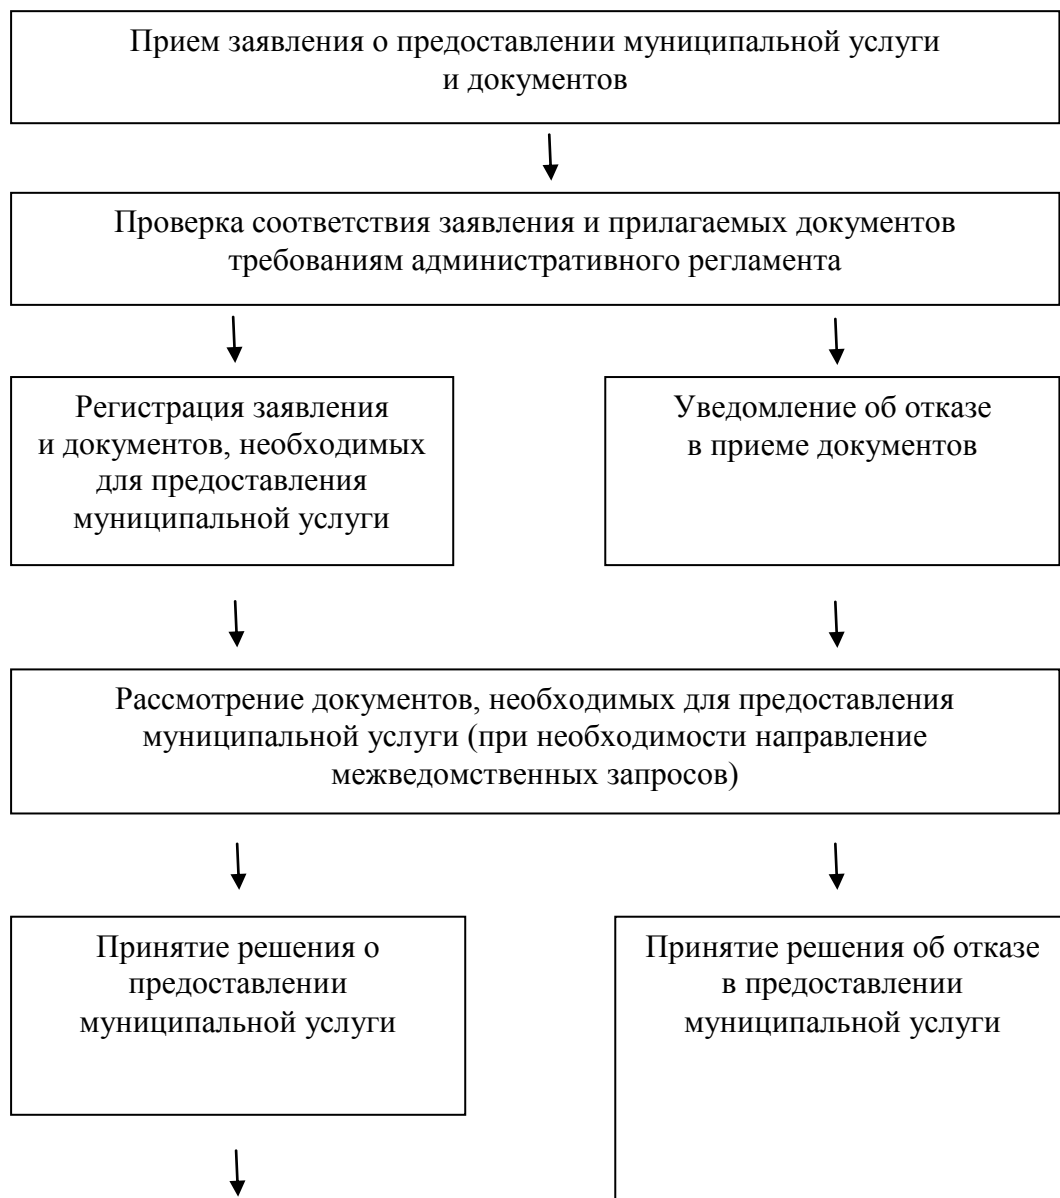 Прием заявления о предоставлении муниципальной услуги
и документов
Проверка соответствия заявления и прилагаемых документов
требованиям административного регламента
Регистрация заявления
и документов, необходимых
для предоставления
муниципальной услуги
Уведомление об отказе
в приеме документов
Рассмотрение документов, необходимых для предоставления
муниципальной услуги (при необходимости направление
межведомственных запросов)
Принятие решения о
предоставлении
муниципальной услуги
Принятие решения об отказе
в предоставлении
муниципальной услуги